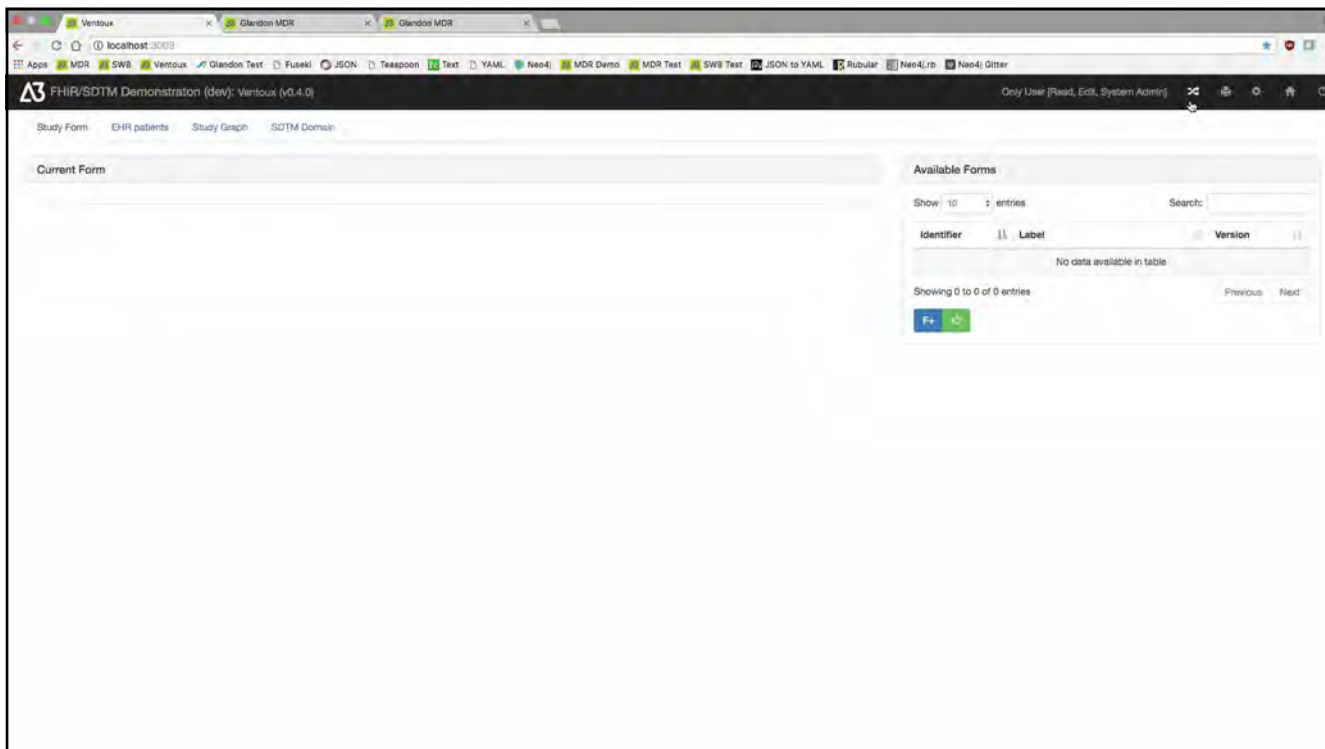 Ventoux Glandon MDR Glandon MDR
localhost:3003
Apps MDR SWB Ventoux Glandon Test Fuseki JSON Teaspoon Text YAML Neo4j MDR Demo MDR Test SWB Test JSON to YAML Rubular Neo4j.rb Neo4j Gitter
A3 FHIR/SDTM Demonstraton (dev): Ventoux (v0.4.0) Only User [Read, Edit, System Admin]
Study Form EHR patients Study Graph SDTM Domain
Current Form Available Forms
Show 10 entries Search:
Identifier Label Version
No data available in table
Showing 0 to 0 of 0 entries Previous Next
F+